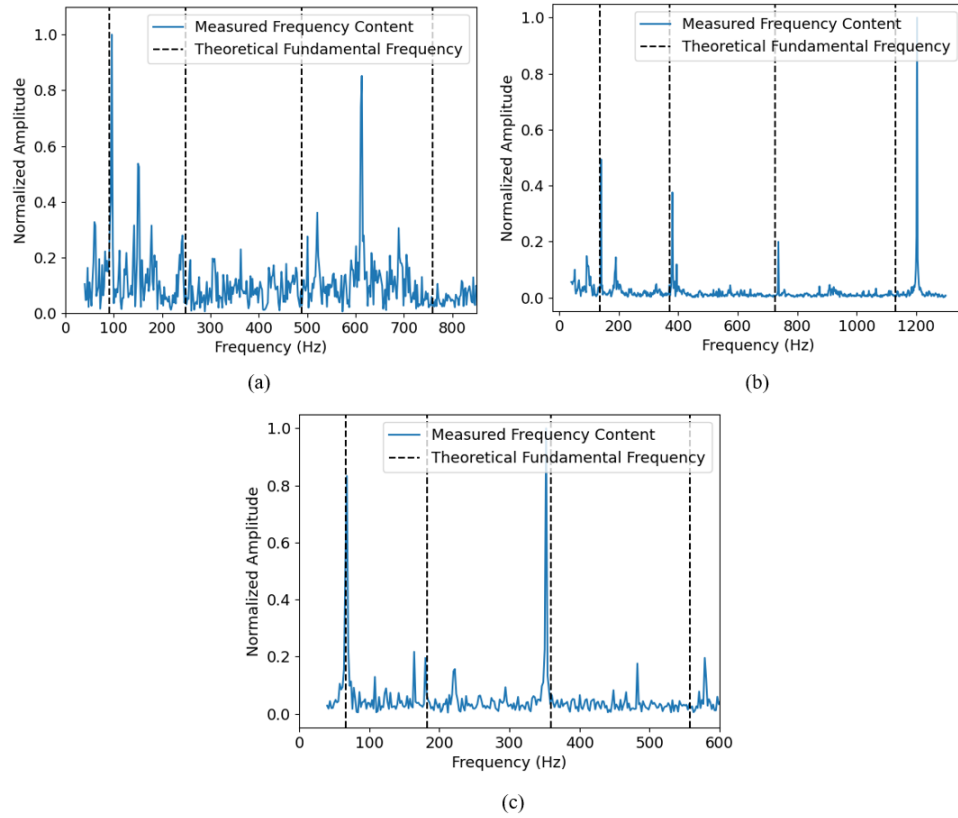 Measured Frequency Content
Theoretical Fundamental Frequency
Normalized Amplitude
1.0
0.8
0.6
0.4
0.2
0.0
0 100 200 300 400 500 600 700 800
Frequency (Hz)
(a)
Measured Frequency Content
Theoretical Fundamental Frequency
Normalized Amplitude
1.0
0.8
0.6
0.4
0.2
0.0
0 200 400 600 800 1000 1200
Frequency (Hz)
(b)
Measured Frequency Content
Theoretical Fundamental Frequency
Normalized Amplitude
1.0
0.8
0.6
0.4
0.2
0.0
0 100 200 300 400 500 600
Frequency (Hz)
(c)